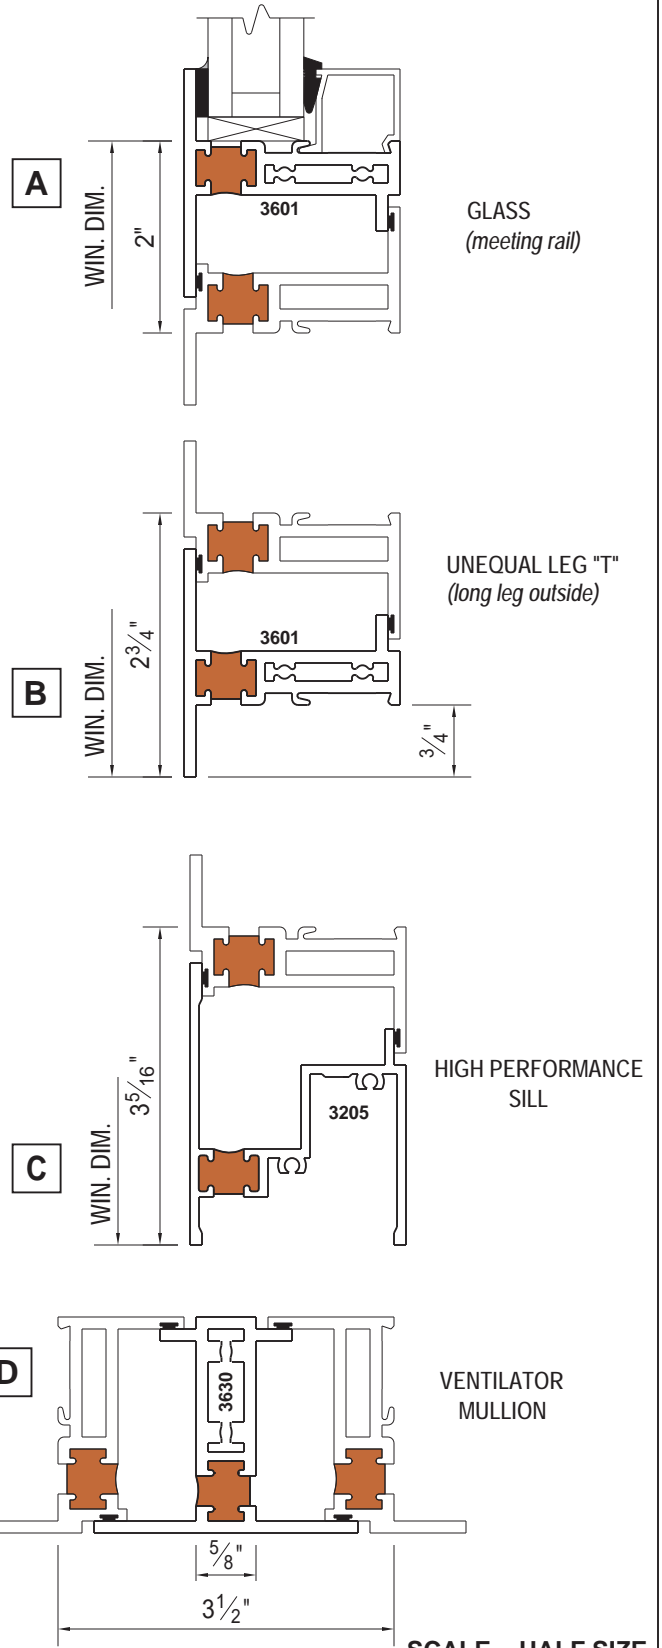 A
WIN. DIM.
2"
3601
GLASS
(meeting rail)
B
WIN. DIM.
2 3/4"
3601
UNEQUAL LEG "T"
(long leg outside)
3/4"
C
WIN. DIM.
3 5/16"
3205
HIGH PERFORMANCE
SILL
D
3630
VENTILATOR
MULLION
5/8"
3 1/2"